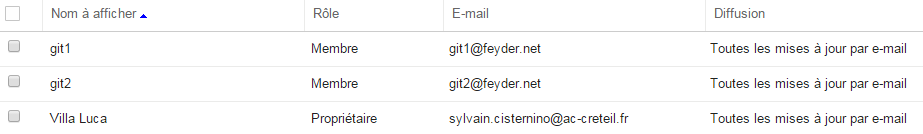 Nom à afficher Rôle E-mail Diffusion
git1 Membre git1@feyder.net Toutes les mises à jour par e-mail
git2 Membre git2@feyder.net Toutes les mises à jour par e-mail
Villa Luca Propriétaire sylvain.cisternino@ac-creteil.fr Toutes les mises à jour par e-mail